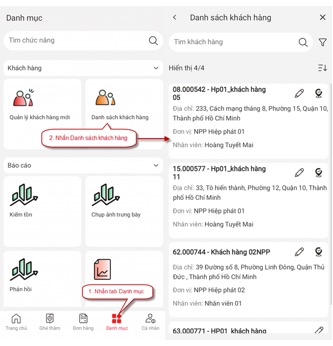 Danh mục
Tìm chức năng
Khách hàng
Quản lý khách hàng mới
Danh sách khách hàng
2. Nhấn Danh sách khách hàng
Báo cáo
Kiểm tồn
Chụp ảnh trưng bày
Phản hồi
1. Nhấn tab Danh mục
Trang chủ
Ghé thăm
Đơn hàng
Danh mục
Cá nhân
Danh sách khách hàng
Tìm khách hàng
Hiển thị 4/4
08.000542 - Hp01_khách hàng
05
Địa chỉ: 233, Cách mạng tháng 8, Phường 15, Quận 10,
Thành phố Hồ Chí Minh
Đơn vị: NPP Hiệp phát 01
Nhân viên: Hoàng Tuyết Mai
15.000577 - Hp01_khách hàng
11
Địa chỉ: 33, Tô hiến thành, Phường 12, Quận 10, Thành
phố Hồ Chí Minh
Đơn vị: NPP Hiệp phát 01
Nhân viên: Hoàng Tuyết Mai
62.000744 - Khách hàng 02NPP
Địa chỉ: 39 Đường số 8, Phường Linh Đông, Quận Thủ
Đức , Thành phố Hồ Chí Minh
Đơn vị: NPP Hiệp phát 02
Nhân viên: Nhân viên 01
63.000771 - HP01_khách hàng